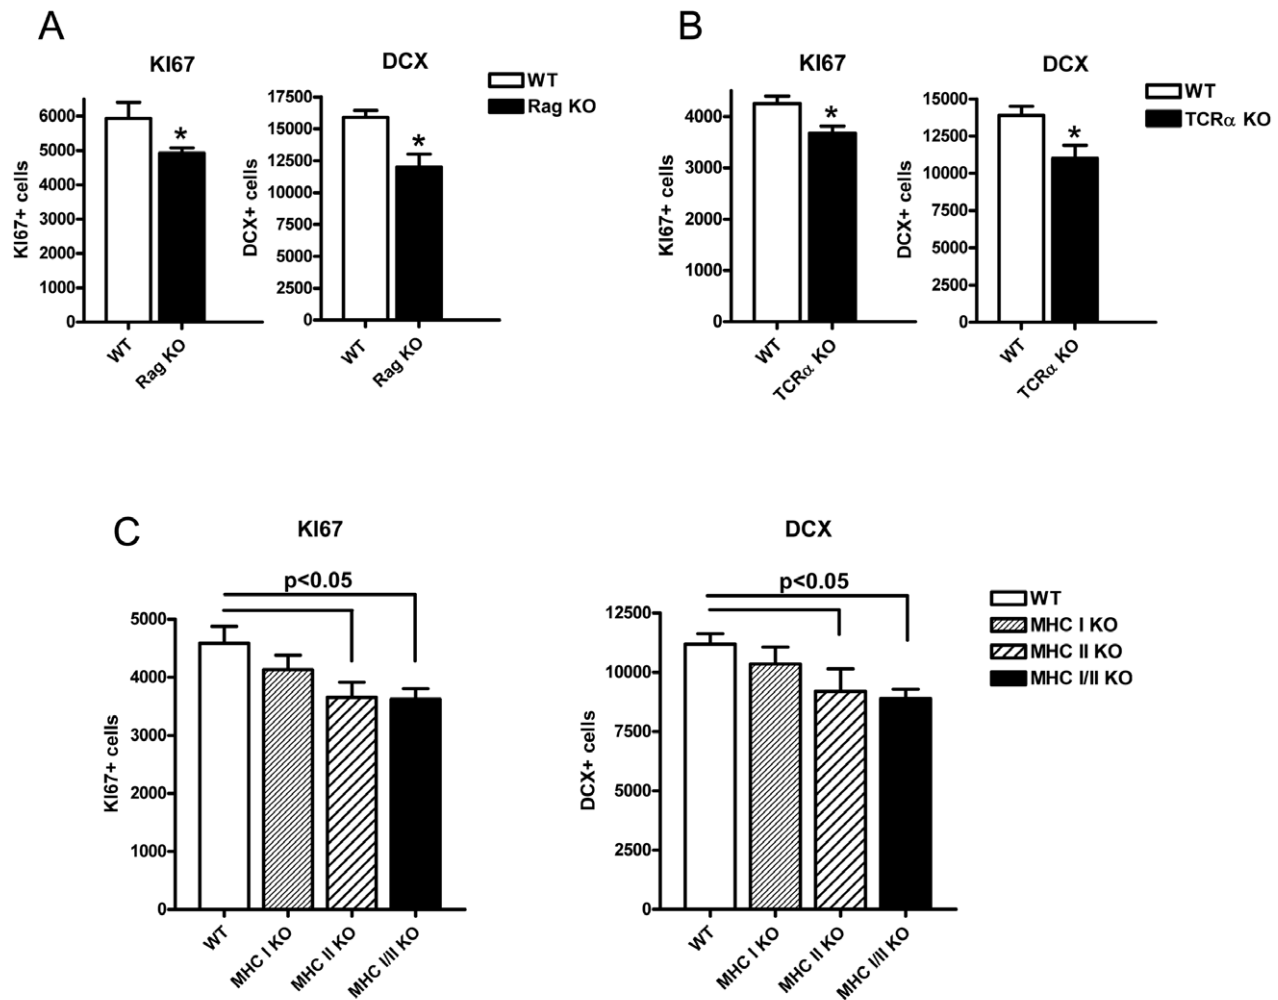 A
KI67
KI67+ cells
6000
5000
4000
3000
2000
1000
0
WT
Rag KO
*
DCX
DCX+ cells
17500
15000
12500
10000
7500
5000
2500
0
WT
Rag KO
*
WT
Rag KO
B
KI67
KI67+ cells
4000
3000
2000
1000
0
WT
TCRα KO
*
DCX
DCX+ cells
15000
12500
10000
7500
5000
2500
0
WT
TCRα KO
*
WT
TCRα KO
C
KI67
p<0.05
KI67+ cells
5000
4000
3000
2000
1000
0
WT
MHC I KO
MHC II KO
MHC I/II KO
DCX
p<0.05
DCX+ cells
12500
10000
7500
5000
2500
0
WT
MHC I KO
MHC II KO
MHC I/II KO
WT
MHC I KO
MHC II KO
MHC I/II KO